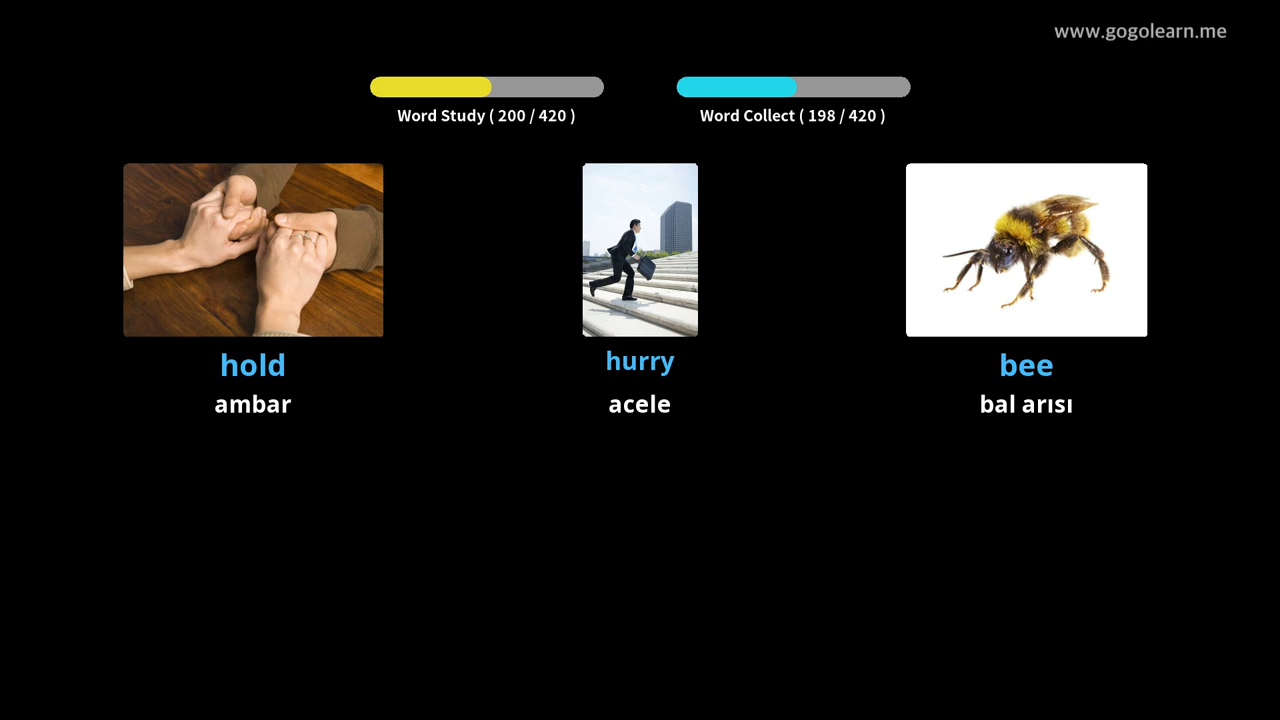 www.gogolearn.me
Word Study ( 200 / 420 )
Word Collect ( 198 / 420 )
hold
ambar
hurry
acele
bee
bal arısı